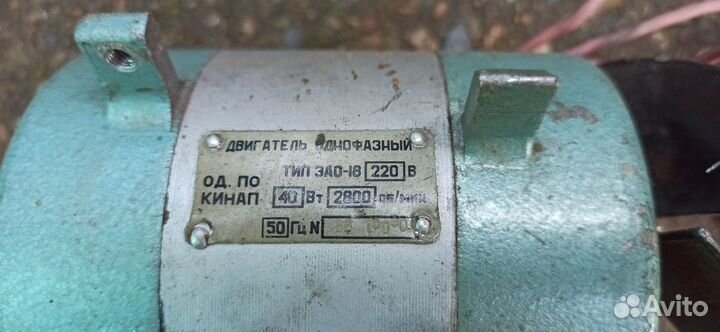 ДВИГАТЕЛЬ ОДНОФАЗНЫЙ
ТИП ЗАО-18 220 В
ОД. ПО
КИНАП 40 Вт 2800 об/мин
50 Гц N
Avito